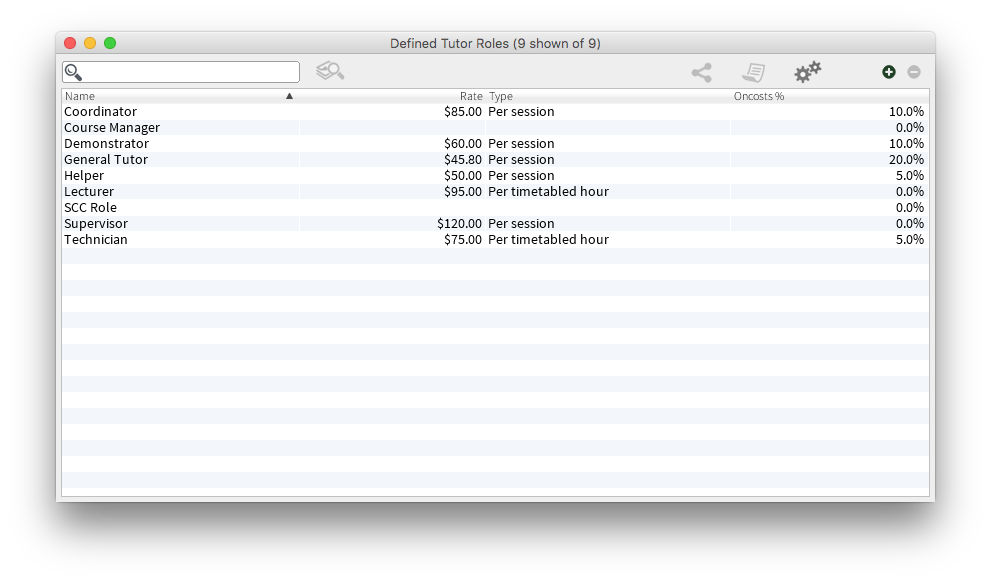 Defined Tutor Roles (9 shown of 9)
Name Rate Type Oncosts %
Coordinator $85.00 Per session 10.0%
Course Manager 0.0%
Demonstrator $60.00 Per session 10.0%
General Tutor $45.80 Per session 20.0%
Helper $50.00 Per session 5.0%
Lecturer $95.00 Per timetabled hour 0.0%
SCC Role 0.0%
Supervisor $120.00 Per session 0.0%
Technician $75.00 Per timetabled hour 5.0%